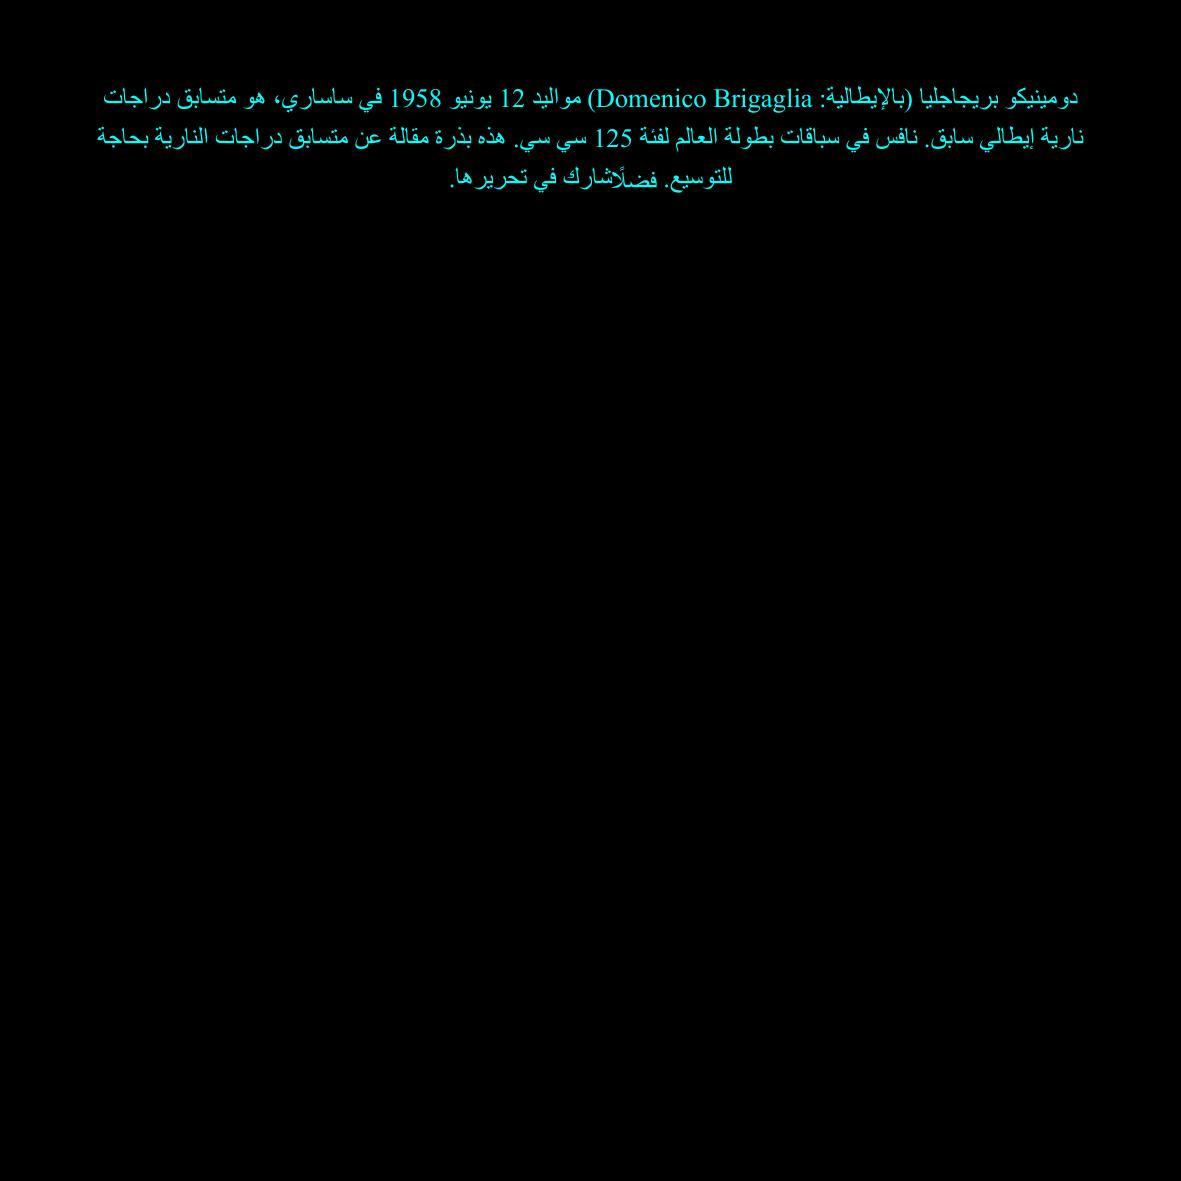 دومينيكو بريجاجليا (بالإيطالية: Domenico Brigaglia) مواليد 12 يونيو 1958 في ساساري، هو متسابق دراجات
نارية إيطالي سابق. نافس في سباقات بطولة العالم لفئة 125 سي سي. هذه بذرة مقالة عن متسابق دراجات النارية بحاجة
للتوسيع. فضلًاشارك في تحريرها.